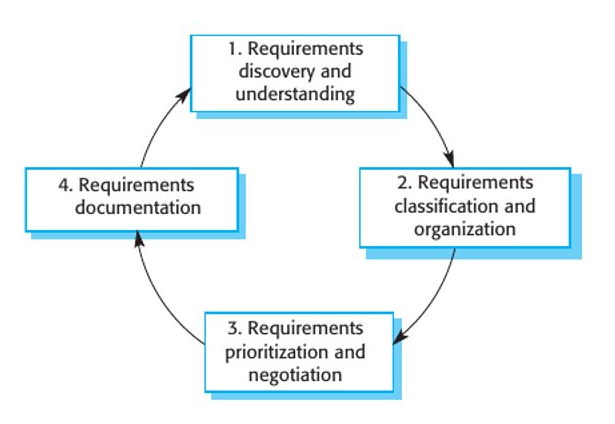 1. Requirements
discovery and
understanding
2. Requirements
classification and
organization
3. Requirements
prioritization and
negotiation
4. Requirements
documentation